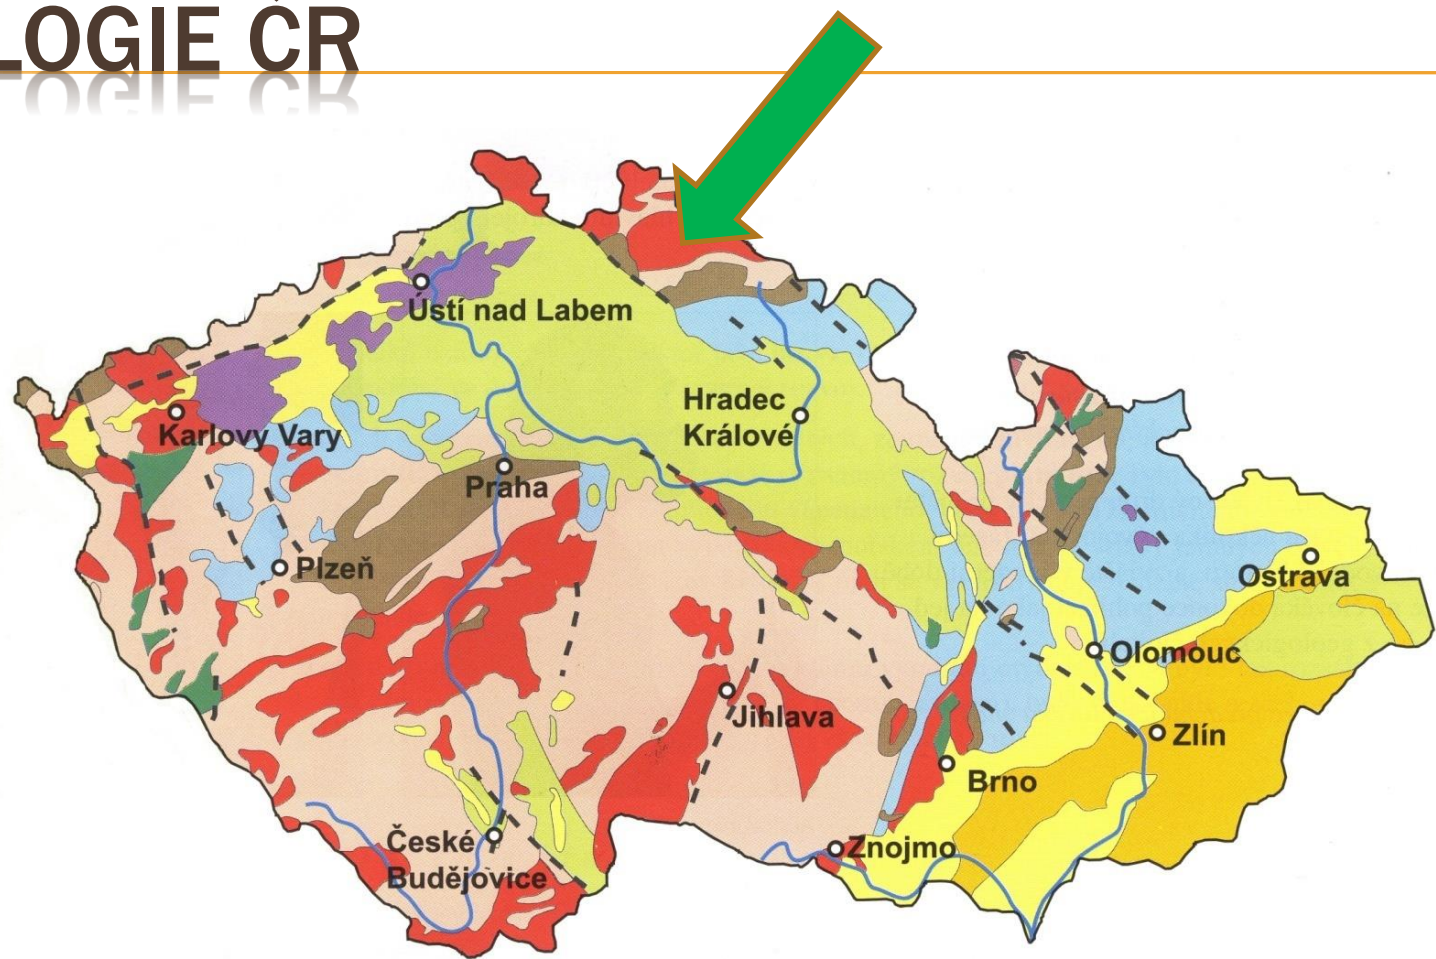 LOGIE ČR
Ústí nad Labem
Hradec
Králové
Karlovy Vary
Praha
Plzeň
Ostrava
Olomouc
Jihlava
Zlín
Brno
České
Budějovice
Znojmo